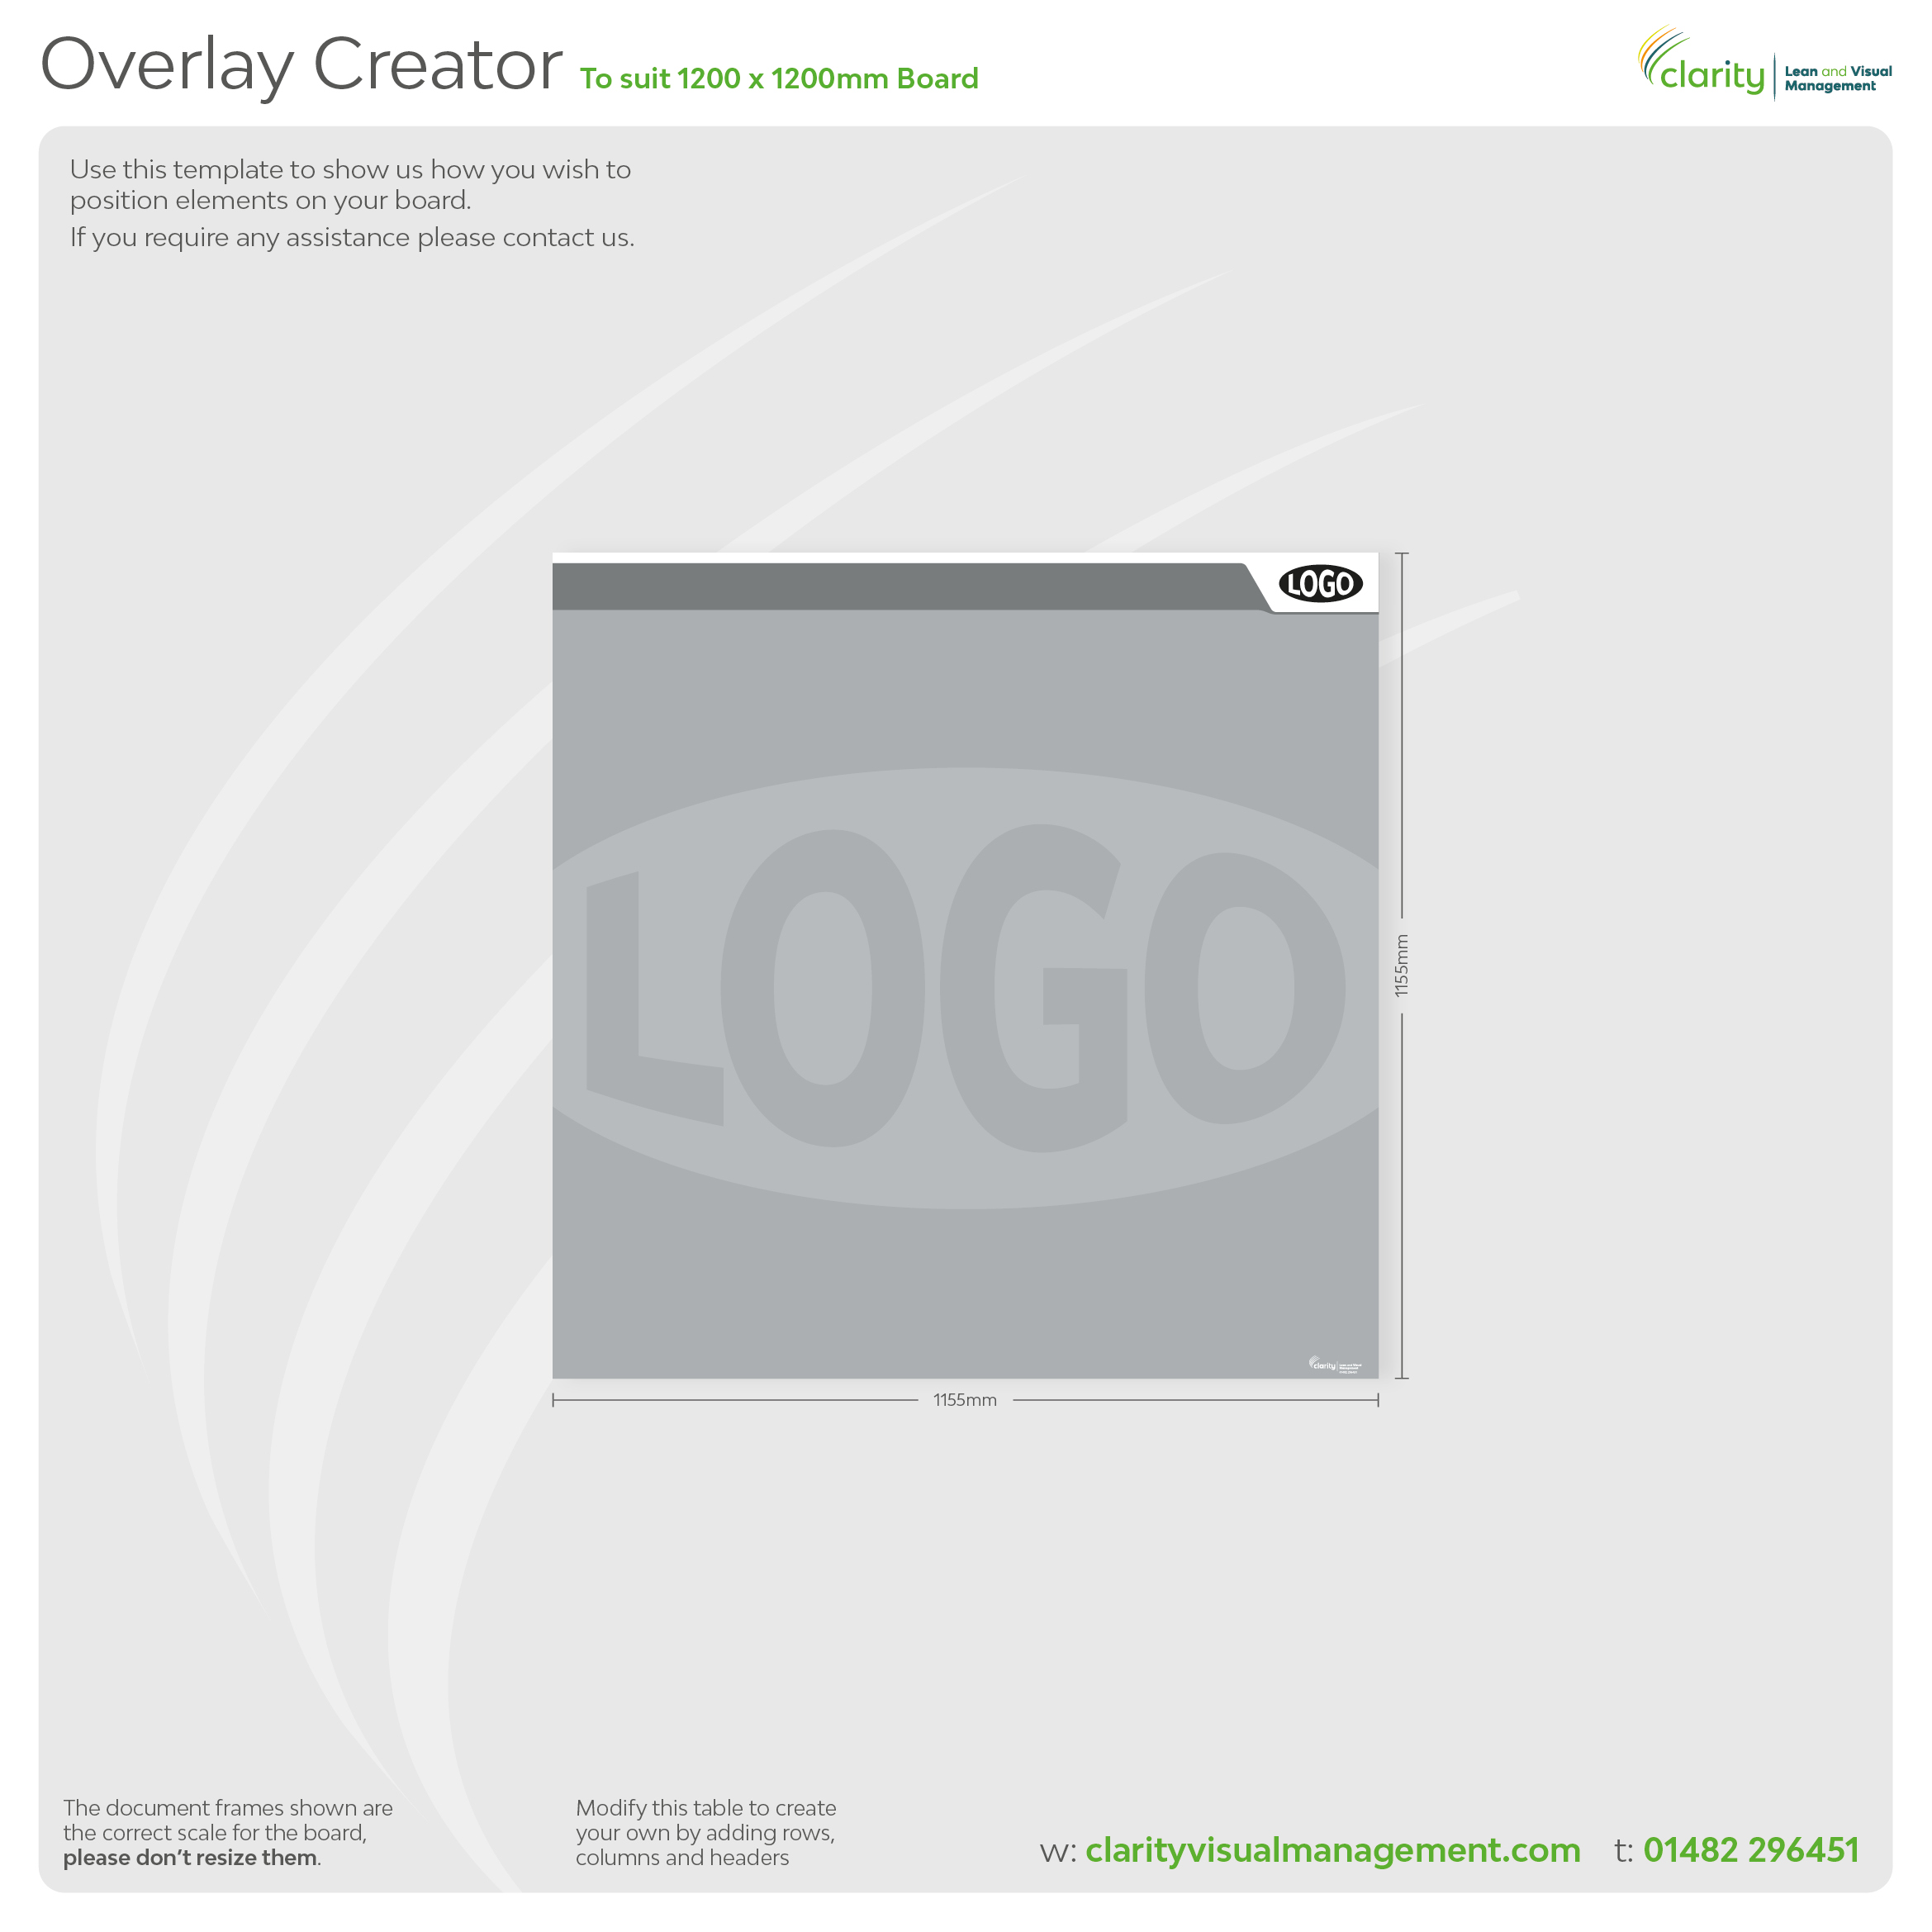 Overlay Creator To suit 1200 x 1200mm Board
clarity
Lean and Visual
Management
Use this template to show us how you wish to
position elements on your board.
If you require any assistance please contact us.
LOGO
LOGO
1155mm
clarity
1155mm
The document frames shown are
the correct scale for the board,
please don't resize them.
Modify this table to create
your own by adding rows,
columns and headers
w: clarityvisualmanagement.com t: 01482 296451